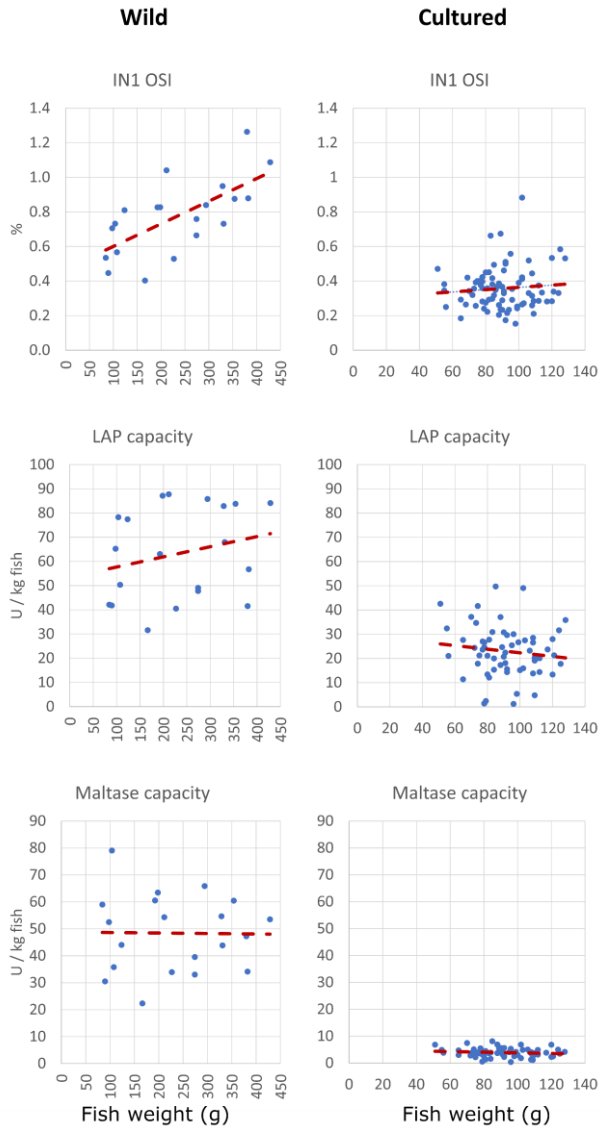 Wild Cultured
IN1 OSI IN1 OSI
1.4 1.4
1.2 1.2
1.0 1.0
0.8 0.8
% 0.6 0.6
0.4 0.4
0.2 0.2
0.0 0.0
0 50 100 150 200 250 300 350 400 450 0 20 40 60 80 100 120 140
LAP capacity LAP capacity
100 100
90 90
80 80
70 70
60 60
U / kg fish 50 50
40 40
30 30
20 20
10 10
0 0
0 50 100 150 200 250 300 350 400 450 0 20 40 60 80 100 120 140
Maltase capacity Maltase capacity
90 90
80 80
70 70
60 60
50 50
U / kg fish 40 40
30 30
20 20
10 10
0 0
0 50 100 150 200 250 300 350 400 450 0 20 40 60 80 100 120 140
Fish weight (g) Fish weight (g)